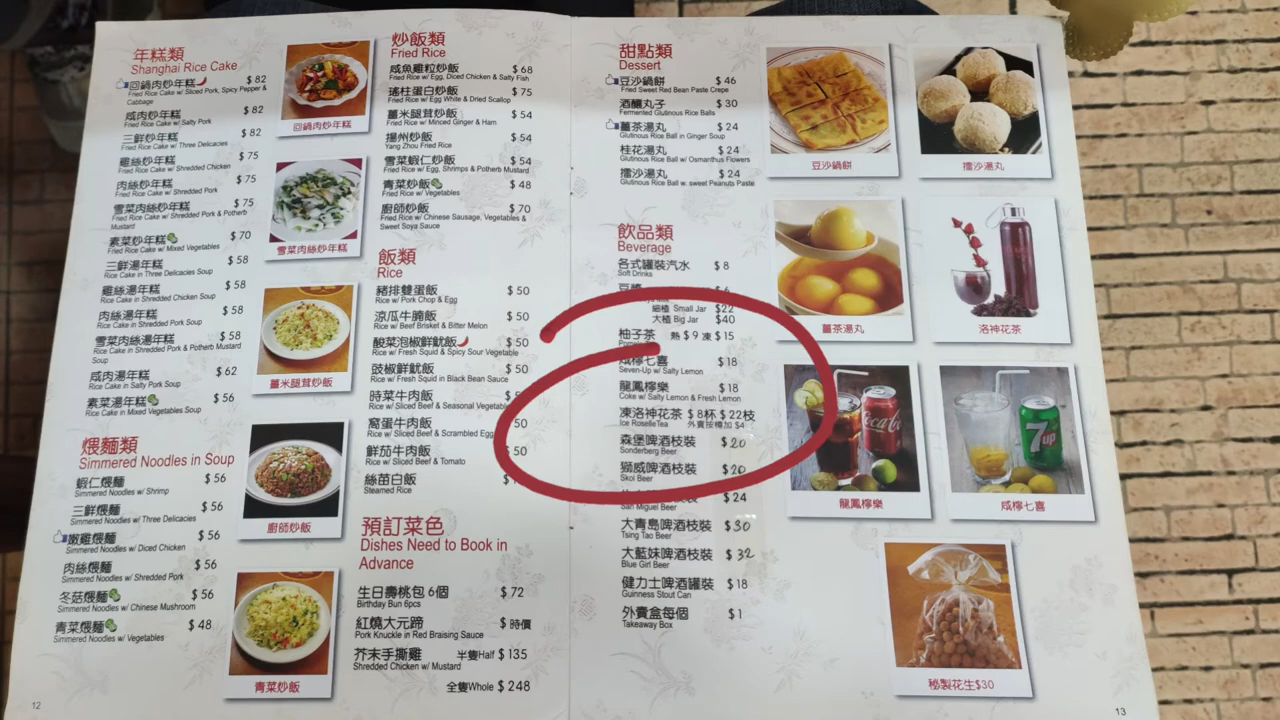 年糕類
Shanghai Rice Cake
回鍋肉炒年糕 $ 82
Fried Rice Cake w/ Sliced Pork, Spicy Pepper &
Cabbage
咸肉炒年糕 $ 82
Fried Rice Cake w/ Salty Pork
三鮮炒年糕 $ 82
Fried Rice Cake w/ Three Delicacies
雞絲炒年糕 $ 75
Fried Rice Cake w/ Shredded Chicken
肉絲炒年糕 $ 75
Fried Rice Cake w/ Shredded Pork
雪菜肉絲炒年糕 $ 75
Fried Rice Cake w/ Shredded Pork & Potherb
Mustard
素菜炒年糕 $ 70
Fried Rice Cake w/ Mixed Vegetables
三鮮湯年糕 $ 58
Rice Cake in Three Delicacies Soup
雞絲湯年糕 $ 58
Rice Cake in Shredded Chicken Soup
肉絲湯年糕 $ 58
Rice Cake in Shredded Pork Soup
雪菜肉絲湯年糕 $ 58
Rice Cake in Shredded Pork & Potherb Mustard
Soup
咸肉湯年糕 $ 62
Rice Cake in Salty Pork Soup
素菜湯年糕 $ 56
Rice Cake in Mixed Vegetables Soup
煨麵類
Simmered Noodles in Soup
蝦仁煨麵 $ 56
Simmered Noodles w/ Shrimp
三鮮煨麵 $ 56
Simmered Noodles w/ Three Delicacies
嫩雞煨麵 $ 56
Simmered Noodles w/ Diced Chicken
肉絲煨麵 $ 56
Simmered Noodles w/ Shredded Pork
冬菇煨麵 $ 56
Simmered Noodles w/ Chinese Mushroom
青菜煨麵 $ 48
Simmered Noodles w/ Vegetables
12
回鍋肉炒年糕
雪菜肉絲炒年糕
薑米腿茸炒飯
廚師炒飯
青菜炒飯
炒飯類
Fried Rice
咸魚雞粒炒飯 $ 68
Fried Rice w/ Egg, Diced Chicken & Salty Fish
瑤柱蛋白炒飯 $ 75
Fried Rice w/ Egg White & Dried Scallop
薑米腿茸炒飯 $ 54
Fried Rice w/ Minced Ginger & Ham
揚州炒飯 $ 54
Yang Zhou Fried Rice
雪菜蝦仁炒飯 $ 54
Fried Rice w/ Egg, Shrimps & Potherb Mustard
青菜炒飯 $ 48
Fried Rice w/ Vegetables
廚師炒飯 $ 70
Fried Rice w/ Chinese Sausage, Vegetables &
Sweet Soya Sauce
飯類
Rice
豬排雙蛋飯 $ 50
Rice w/ Pork Chop & Egg
涼瓜牛腩飯 $ 50
Rice w/ Beef Brisket & Bitter Melon
酸菜泡椒鮮魷飯 $ 50
Rice w/ Fresh Squid & Spicy Sour Vegetable
豉椒鮮魷飯 $ 50
Rice w/ Fresh Squid in Black Bean Sauce
時菜牛肉飯 $
Rice w/ Sliced Beef & Seasonal Vegetable
窩蛋牛肉飯 50
Rice w/ Sliced Beef & Scrambled Egg
鮮茄牛肉飯 50
Rice w/ Sliced Beef & Tomato
絲苗白飯 $
Steamed Rice
預訂菜色
Dishes Need to Book in
Advance
生日壽桃包 6個 $ 72
Birthday Bun 6pcs
紅燒大元蹄 $ 時價
Pork Knuckle in Red Braising Sauce
芥末手撕雞 半隻Half $ 135
Shredded Chicken w/ Mustard
全隻Whole $ 248
甜點類
Dessert
豆沙鍋餅 $ 46
Fried Sweet Red Bean Paste Crepe
酒釀丸子 $ 30
Fermented Glutinous Rice Balls
薑茶湯丸 $ 24
Glutinous Rice Ball in Ginger Soup
桂花湯丸 $ 24
Glutinous Rice Ball w/ Osmanthus Flowers
擂沙湯丸 $ 24
Glutinous Rice Ball w. sweet Peanuts Paste
飲品類
Beverage
各式罐裝汽水 $ 8
Soft Drinks
豆漿 $ 6
細楂 Small Jar $22
大楂 Big Jar $40
柚子茶 熱 $ 9 凍 $ 15
咸檸七喜 $ 18
Seven-Up w/ Salty Lemon
龍鳳檸樂 $ 18
Coke w/ Salty Lemon & Fresh Lemon
凍洛神花茶 $ 8杯 $ 22枝
Ice RoselleTea 外賣按樽加 $4
森堡啤酒枝裝 $ 20
Sonderberg Beer
獅威啤酒枝裝 $ 20
Skol Beer
$ 24
San Miguel Beer
大青島啤酒枝裝 $ 30
Tsing Tao Beer
大藍妹啤酒枝裝 $ 32
Blue Girl Beer
健力士啤酒罐裝 $ 18
Guinness Stout Can
外賣盒每個 $ 1
Takeaway Box
豆沙鍋餅
擂沙湯丸
薑茶湯丸
洛神花茶
Coca-Cola
龍鳳檸樂
7up
咸檸七喜
秘製花生$30
13